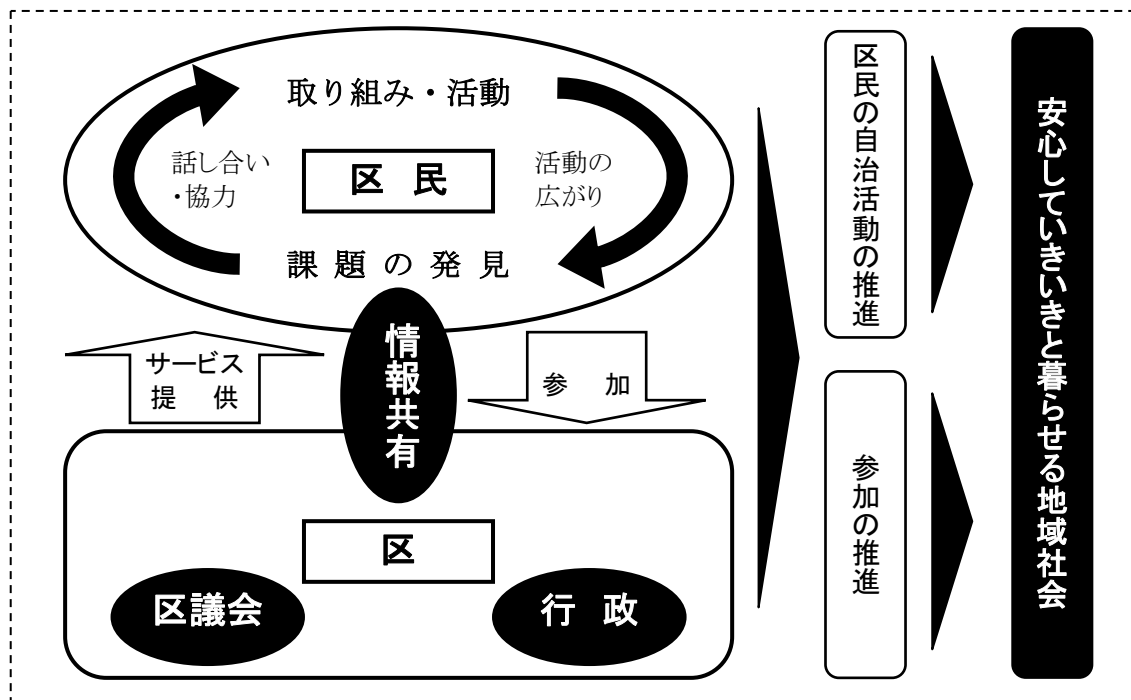 取り組み・活動
話し合い
・協力
区 民
活動の
広がり
課 題 の 発 見
情報共有
サービス
提 供
参 加
区
区議会
行 政
区民の自治活動の推進
参加の推進
安心していきいきと暮らせる地域社会